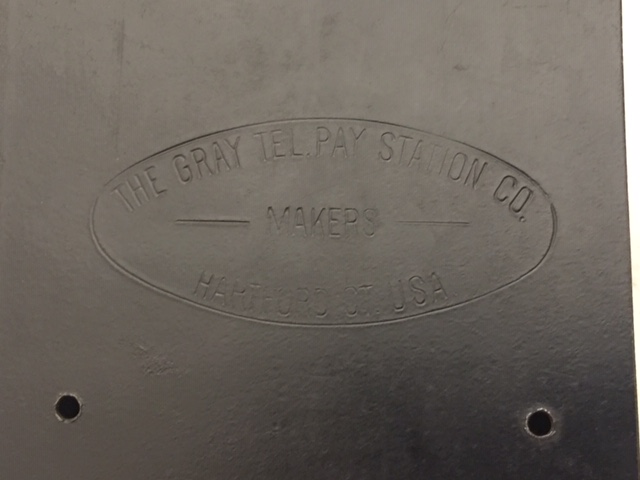 THE GRAY TEL. PAY STATION CO.
MAKERS
HARTFORD CT. USA